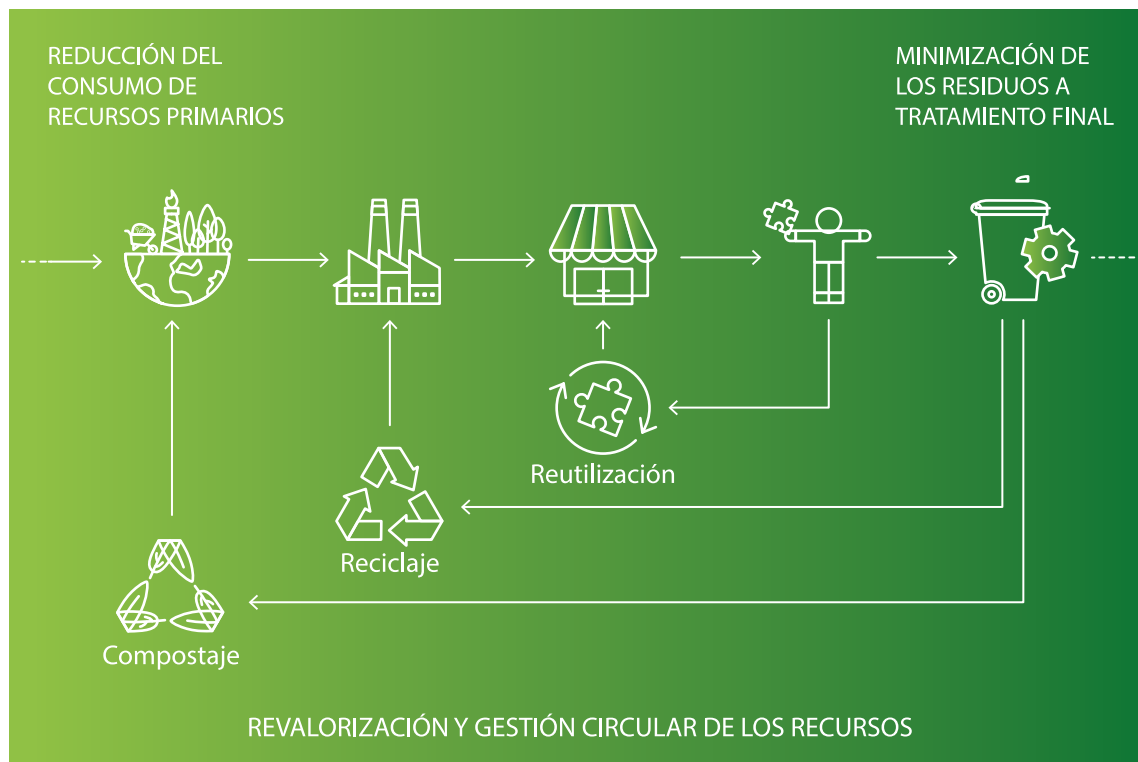 REDUCCIÓN DEL
CONSUMO DE
RECURSOS PRIMARIOS
MINIMIZACIÓN DE
LOS RESIDUOS A
TRATAMIENTO FINAL
Reutilización
Reciclaje
Compostaje
REVALORIZACIÓN Y GESTIÓN CIRCULAR DE LOS RECURSOS